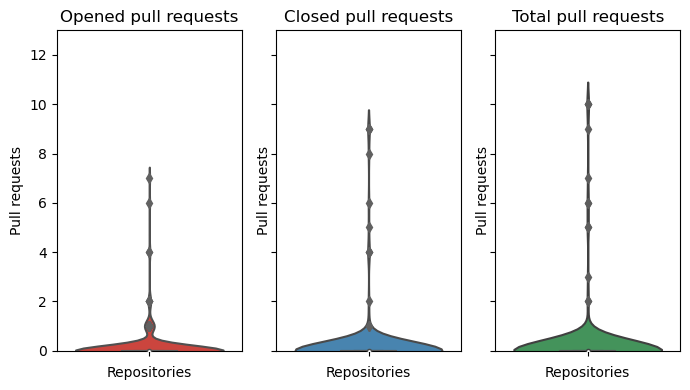 Opened pull requests
Closed pull requests
Total pull requests
Pull requests
12
10
8
6
4
2
0
Repositories
Pull requests
Repositories
Pull requests
Repositories